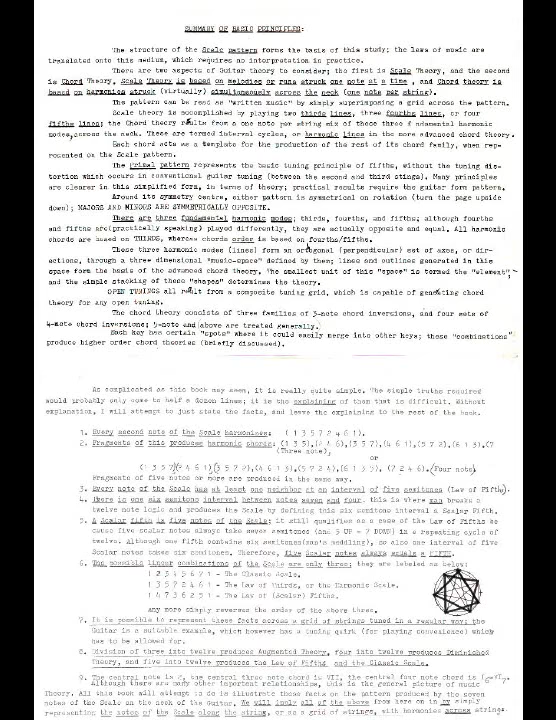 SUMMARY OF BASIC PRINCIPLES:
The structure of the Scale pattern forms the basis of this study; the laws of music are
translated onto this medium, which requires no interpretation in practice.
There are two aspects of Guitar theory to consider; the first is Scale Theory, and the second
is Chord Theory. Scale Theory is based on melodies or runs struck one note at a time , and Chord theory is
based on harmonics struck (virtually) simultaneously across the neck (one note per string).
The pattern can be read as "written music" by simply superimposing a grid across the pattern.
Scale theory is accomplished by playing two thirds lines, three fourths lines, or four
fifths lines; the Chord theory results from a one note per string mix of these three fundamental harmonic
modes, across the neck. These are termed interval cycles, or harmonic lines in the more advanced chord theory.
Each chord acts as a template for the production of the rest of its chord family, when rep-
resented on the Scale pattern.
The primal pattern represents the basic tuning principle of fifths, without the tuning dis-
tortion which occurs in conventional guitar tuning (between the second and third stings). Many principles
are clearer in this simplified form, in terms of theory; practical results require the guitar form pattern.
Around its symmetry centre, either pattern is symmetrical on rotation (turn the page upside
down); MAJORS AND MINORS ARE SYMMETRICALLY OPPOSITE.
There are three fundamental harmonic modes; thirds, fourths, and fifths; although fourths
and fifths are(practically speaking) played differently, they are actually opposite and equal. All harmonic
chords are based on THIRDS, whereas chords order is based on fourths/fifths.
These three harmonic modes (lines) form an orthogonal (perpendicular) set of axes, or dir-
ections, through a three dimensional "music-space" defined by them; lines and outlines generated in this
space form the basis of the advanced chord theory. The smallest unit of this "space" is termed the "element",
and the simple stacking of these "shapes" determines the theory.
OPEN TUNINGS all result from a composite tuning grid, which is capable of generating chord
theory for any open tuning.
The chord theory consists of three families of 3-note chord inversions, and four sets of
4-note chord inversions; 5-note and above are treated generally.
Each key has certain "spots" where it could easily merge into other keys; these "combinations"
produce higher order chord theories (briefly discussed).
As complicated as this book may seem, it is really quite simple. The simple truths required
would probably only come to half a dozen lines; it is the explaining of them that is difficult. Without
explanation, I will attempt to just state the facts, and leave the explaining to the rest of the book.
1. Every second note of the Scale harmonises: (1 3 5 7 2 4 6 1).
2. Fragments of this produces harmonic chords: (1 3 5),(2 4 6),(3 5 7),(4 6 1),(5 7 2),(6 1 3),(7
(Three note);
or
(1 3 5 7)(2 4 6 1)(3 5 7 2),(4 6 1 3),(5 7 2 4),(6 1 3 5), (7 2 4 6).(Four note)
Fragments of five notes or more are produced in the same way.
3. Every note of the Scale has at least one neighbor at an interval of five semitones (Law of Fifths).
4. There is one six semitone interval between notes seven and four. this is where man breaks a
twelve note logic and produces the Scale by defining this six semitone interval a Scalar Fifth.
5. A Scalar Fifth is five notes of the Scale; it still qualifies as a case of the Law of Fifths be
cause five scalar notes always take seven semitones (and 5 UP = 7 DOWN) in a repeating cycle of
twelve. Although one Fifth contains six semitones(man's meddling), so also one interval of five
Scalar notes takes six semitones. Therefore, five Scalar notes always equals a FIFTH.
6. The possible linear combinations of the Scale are only three; they are labeled as below:
1 2 3 4 5 6 7 1 - The Classic Scale.
1 3 5 7 2 4 6 1 - The Law of Thirds, or the Harmonic Scale.
1 4 7 3 6 2 5 1 - The Law of (Scalar) Fifths.
Any more simply reverses the order of the above three.
7. It is possible to represent these facts across a grid of strings tuned in a regular way; the
Guitar is a suitable example, which however has a tuning quirk (for playing convenience) which
has to be allowed for.
8. Division of three into twelve produces Augmented Theory, four into twelve produces Diminished
Theory, and five into twelve produces the Law of Fifths and the Classic Scale.
9. The central note is 2, the central three note chord is VII, the central four note chord is
Although there are many other important relationships, this is the general picture of music
Theory. All this book will attempt to do is illustrate those facts on the pattern produced by the seven
notes of the Scale on the neck of the Guitar. We will imply all of the above from here on in by simply
representing the notes of the Scale along the string, or as a grid of strings, with harmonies across strings.